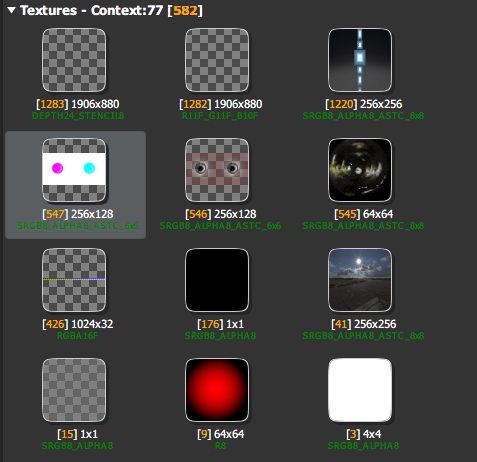 Textures - Context:77 [582]
[1283] 1906x880
DEPTH24_STENCIL8
[1282] 1906x880
R11F_G11F_B10F
[1220] 256x256
SRGB8_ALPHA8_ASTC_8x8
[547] 256x128
SRGB8_ALPHA8_ASTC_6x6
[546] 256x128
SRGB8_ALPHA8_ASTC_6x6
[545] 64x64
SRGB8_ALPHA8_ASTC_8x8
[426] 1024x32
RGBA16F
[176] 1x1
SRGB8_ALPHA8
[41] 256x256
SRGB8_ALPHA8_ASTC_8x8
[15] 1x1
SRGB8_ALPHA8
[9] 64x64
R8
[3] 4x4
SRGB8_ALPHA8